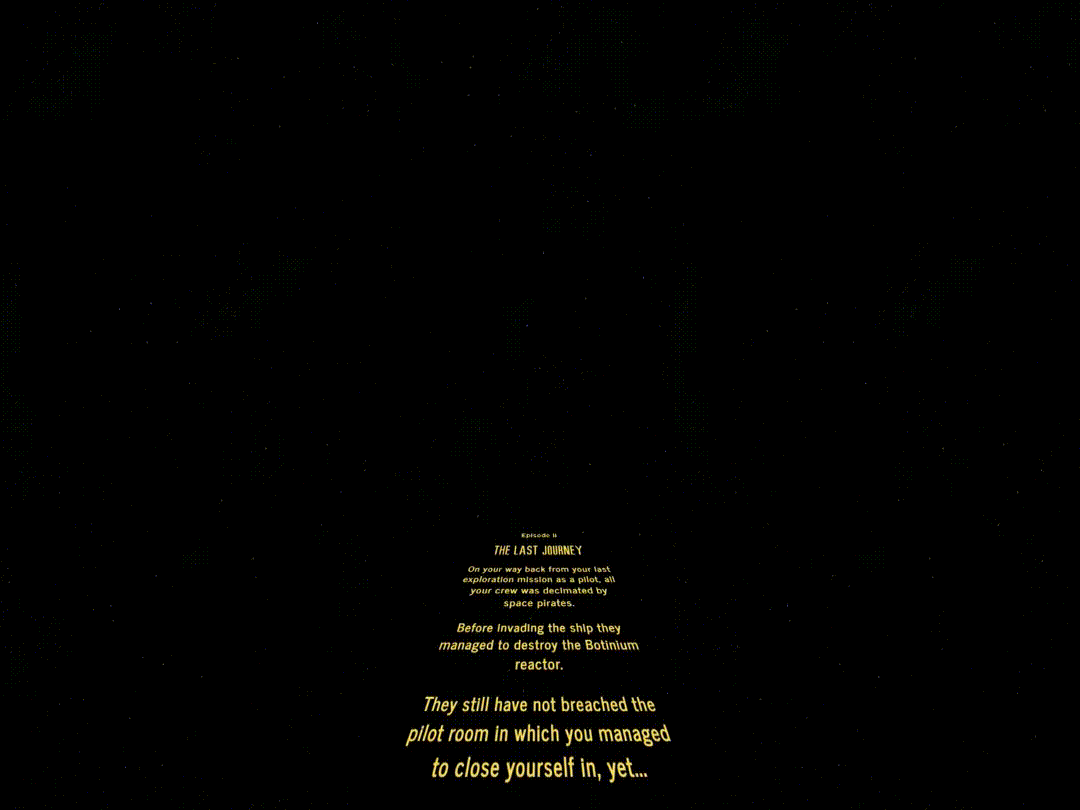 Episode II
THE LAST JOURNEY
On your way back from your last
exploration mission as a pilot, all
your crew was decimated by
space pirates.
Before invading the ship they
managed to destroy the Botinium
reactor.
They still have not breached the
pilot room in which you managed
to close yourself in, yet...